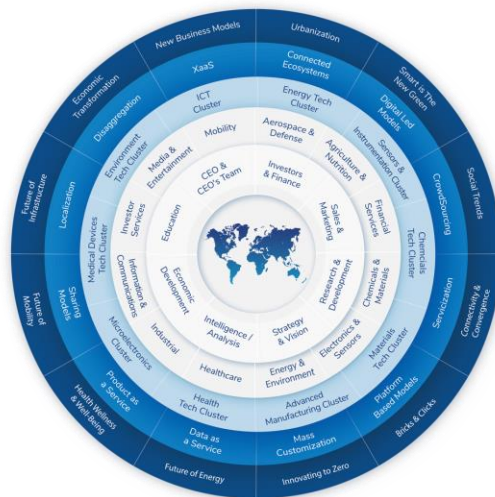 New Business Models
Urbanization
Smart is The
New Green
Social Trends
Connectivity &
Convergence
Bricks & Clicks
Innovating to Zero
Future of Energy
Health Wellness
& Well-Being
Future of
Mobility
Future of
Infrastructure
Economic
Transformation
XaaS
Connected
Ecosystems
Digital Led
Models
CrowdSourcing
Servicization
Platform
Based Models
Mass
Customization
Data as
a Service
Product as
a Service
Sharing
Models
Localization
Disaggregation
ICT
Cluster
Energy Tech
Cluster
Sensors &
Instrumentation Cluster
Chemcials
Tech Cluster
Materials
Tech Cluster
Advanced
Manufacturing Cluster
Health
Tech Cluster
Microelectronics
Cluster
Medical Devices
Tech Cluster
Environment
Tech Cluster
Mobility
Aerospace &
Defense
Agriculture &
Nutrition
Financial
Services
Chemicals &
Materials
Electronics &
Sensors
Energy &
Environment
Healthcare
Industrial
Information &
Communications
Investor
Services
Media &
Entertainment
CEO &
CEO's Team
Investors
& Finance
Sales &
Marketing
Research &
Development
Strategy
& Vision
Intelligence /
Analysis
Economic
Development
Education